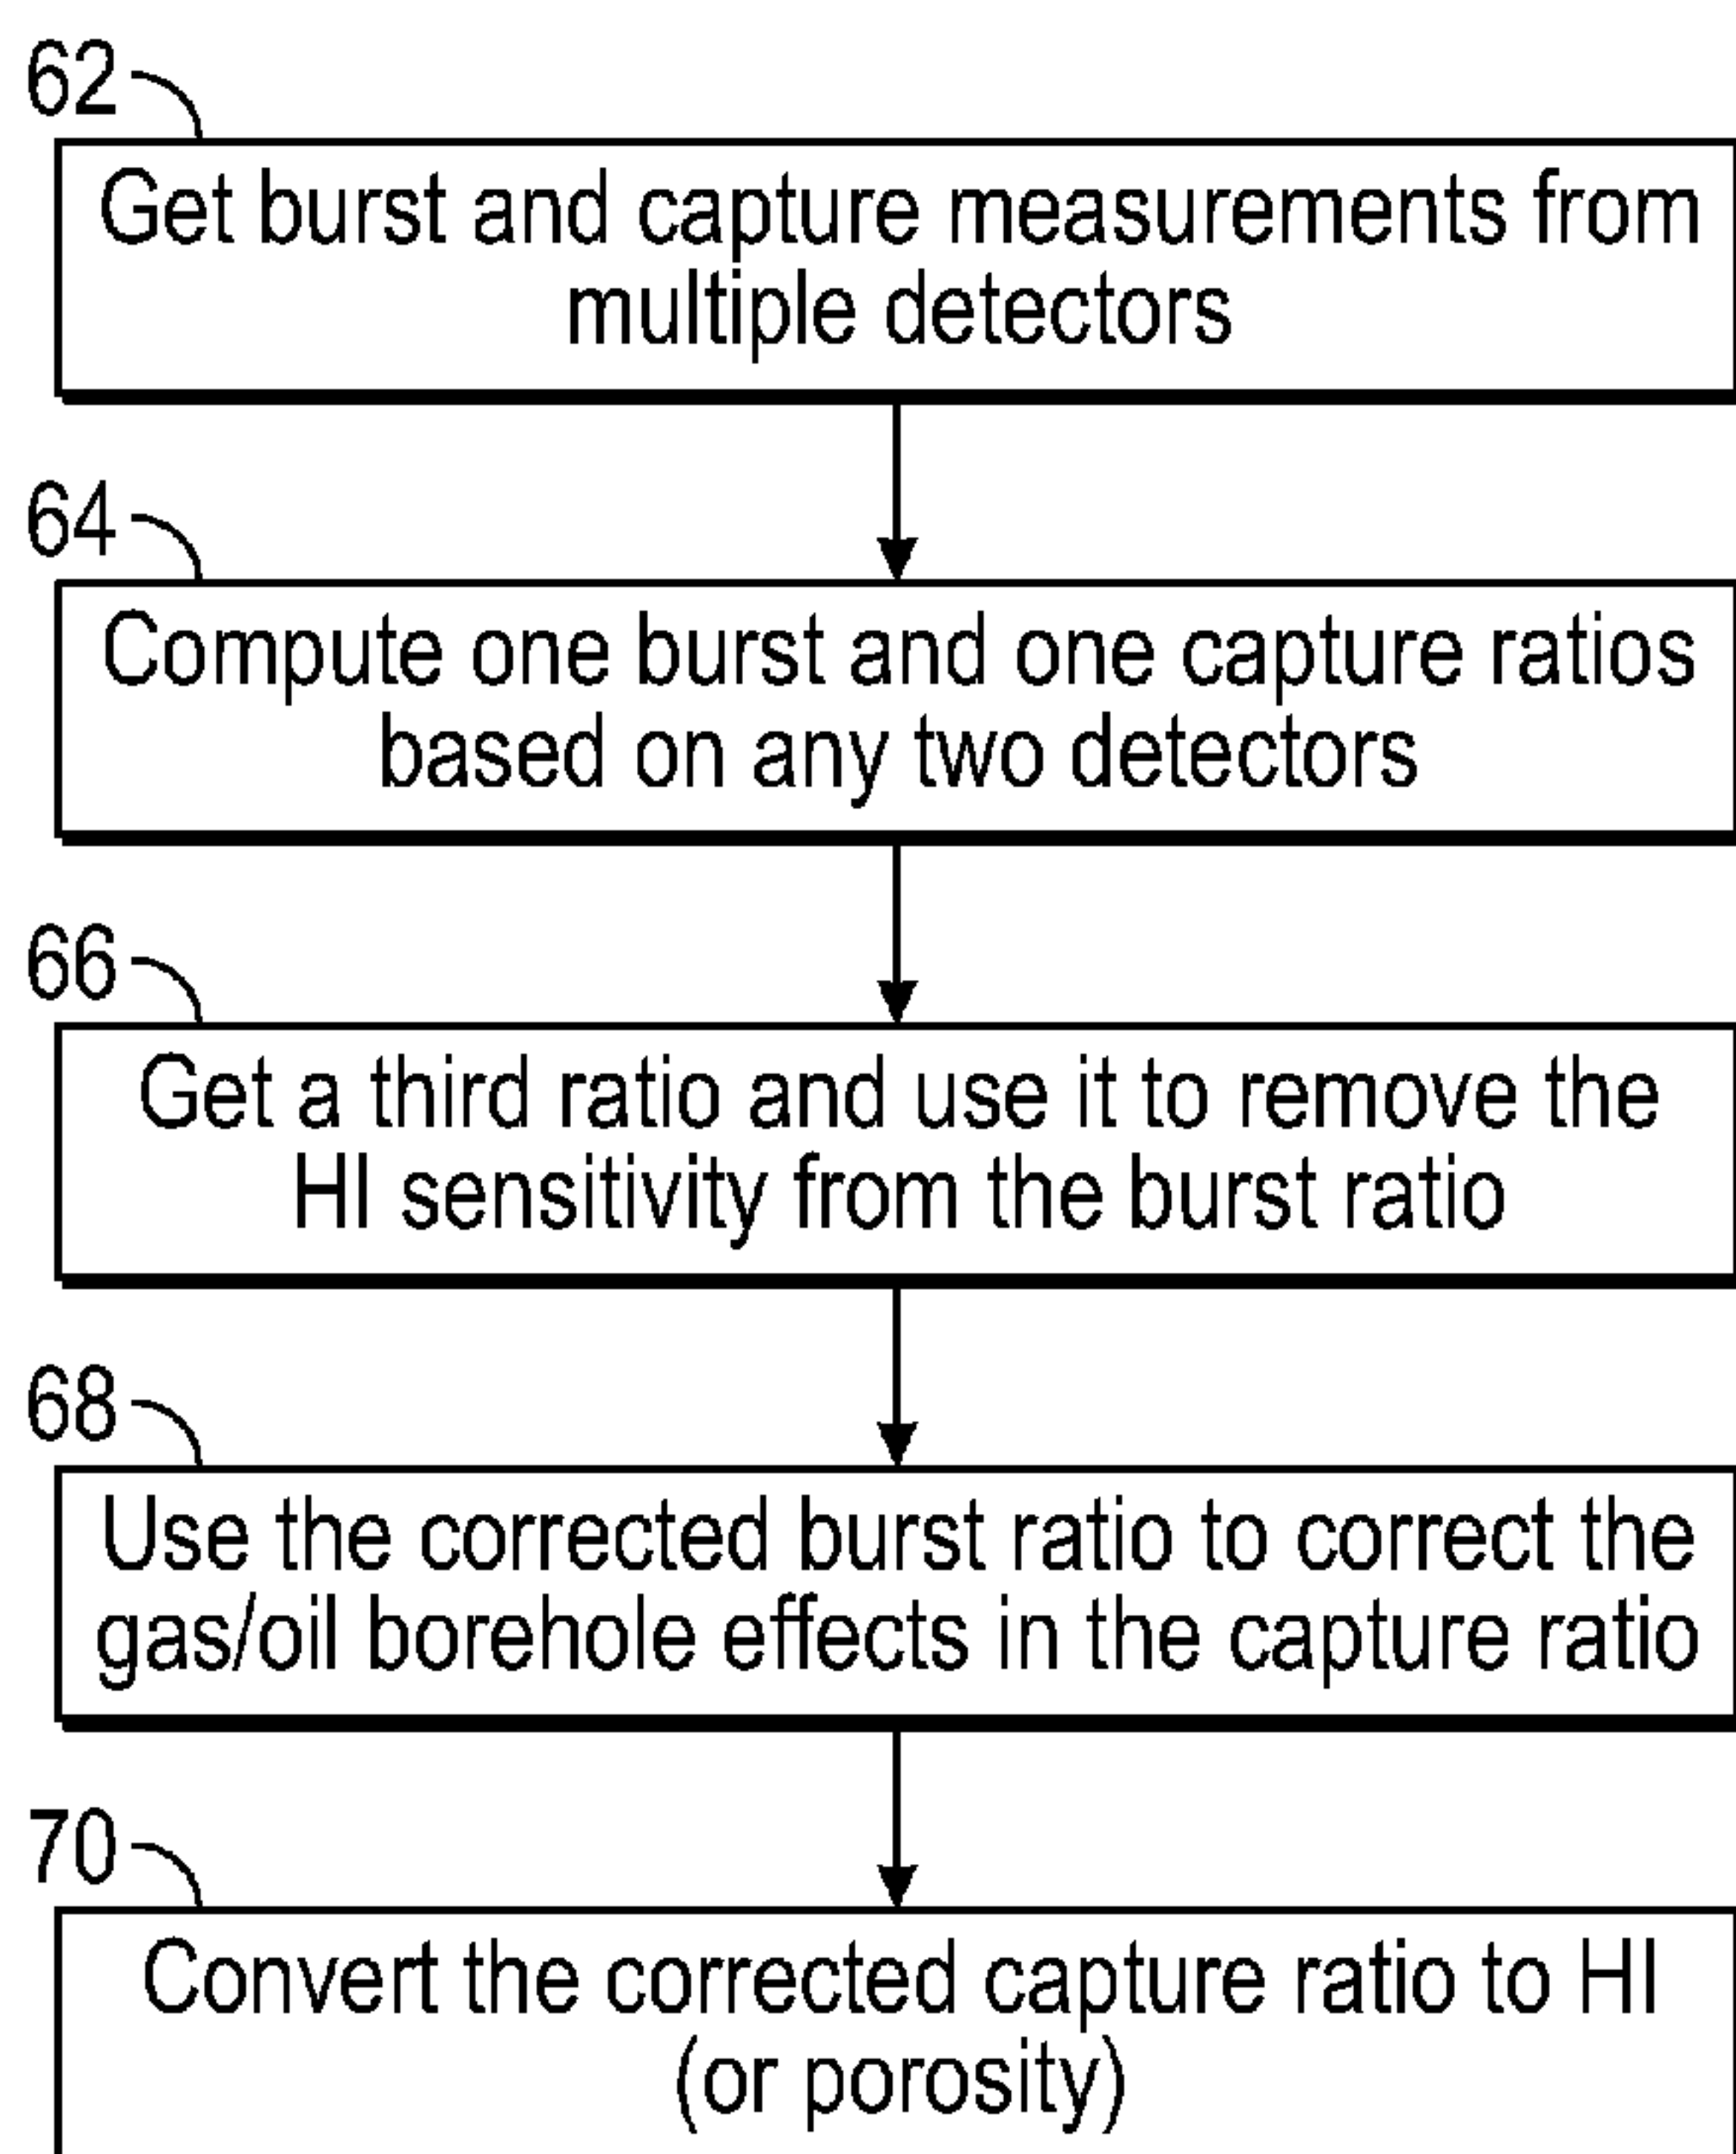 62
Get burst and capture measurements from
multiple detectors
64
Compute one burst and one capture ratios
based on any two detectors
66
Get a third ratio and use it to remove the
HI sensitivity from the burst ratio
68
Use the corrected burst ratio to correct the
gas/oil borehole effects in the capture ratio
70
Convert the corrected capture ratio to HI
(or porosity)